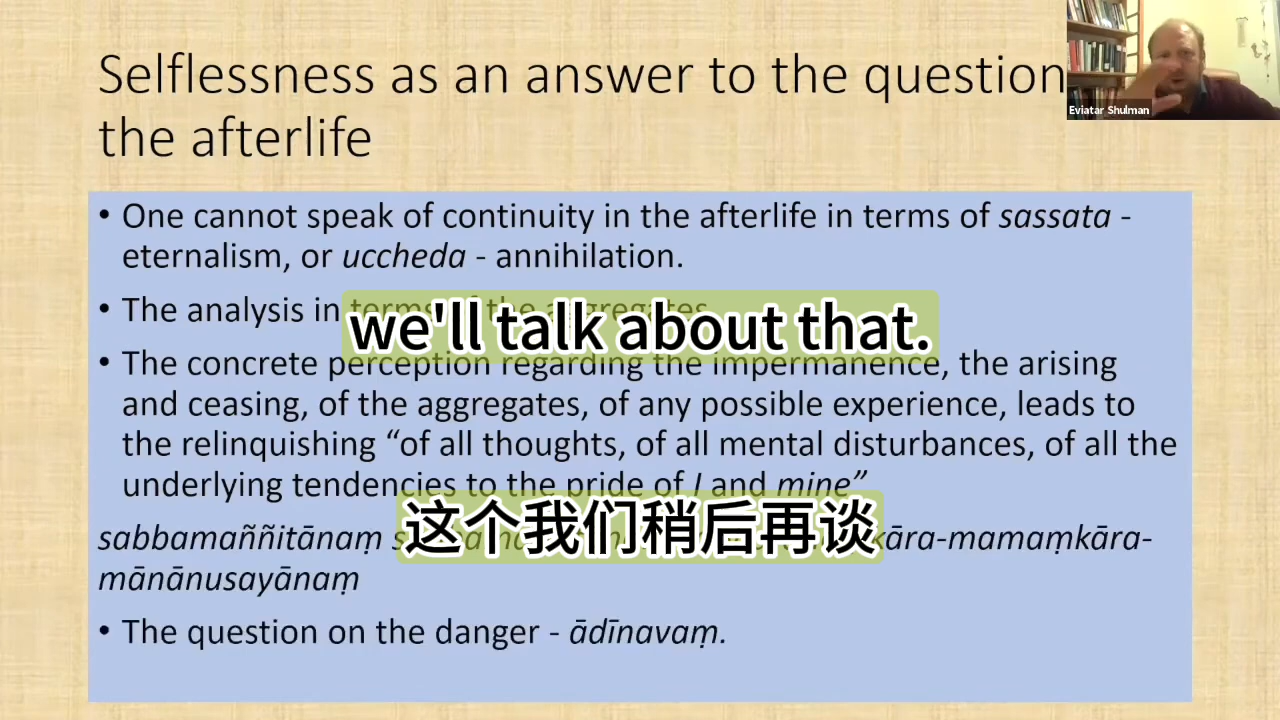 Selflessness as an answer to the question
the afterlife
Eviatar Shulman
• One cannot speak of continuity in the afterlife in terms of sassata -
eternalism, or uccheda - annihilation.
• The analysis in terms of the aggregates
we'll talk about that.
• The concrete perception regarding the impermanence, the arising
and ceasing, of the aggregates, of any possible experience, leads to
the relinquishing “of all thoughts, of all mental disturbances, of all the
underlying tendencies to the pride of I and mine”
这个我们稍后再谈
sabbamaññitānaṃ kāra-mamaṃkāra-
mānānusayānaṃ
• The question on the danger - ādīnavaṃ.